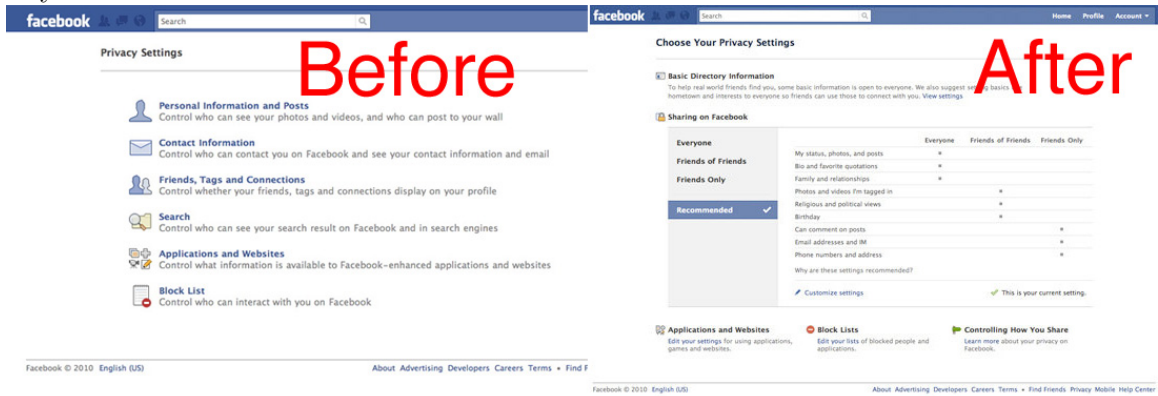 facebook
Search
Before
Privacy Settings
Personal Information and Posts
Control who can see your photos and videos, and who can post to your wall
Contact Information
Control who can contact you on Facebook and see your contact information and email
Friends, Tags and Connections
Control whether your friends, tags and connections display on your profile
Search
Control who can see your search result on Facebook and in search engines
Applications and Websites
Control what information is available to Facebook-enhanced applications and websites
Block List
Control who can interact with you on Facebook
Facebook © 2010 English (US)
About Advertising Developers Careers Terms • Find F
facebook
Search
Home Profile Account
After
Choose Your Privacy Settings
Basic Directory Information
To help real world friends find you, some basic information is open to everyone. We also suggest setting basics
hometown and interests to everyone so friends can use those to connect with you. View settings
Sharing on Facebook
Everyone
Friends of Friends
Friends Only
Recommended
Everyone Friends of Friends Friends Only
My status, photos, and posts
Bio and favorite quotations
Family and relationships
Photos and videos I'm tagged in
Religious and political views
Birthday
Can comment on posts
Email addresses and IM
Phone numbers and address
Why are these settings recommended?
Customize settings
This is your current setting.
Applications and Websites
Edit your settings for using applications,
games and websites.
Block Lists
Edit your lists of blocked people and
applications.
Controlling How You Share
Learn more about your privacy on
Facebook.
Facebook © 2010 English (US)
About Advertising Developers Careers Terms • Find Friends Privacy Mobile Help Center